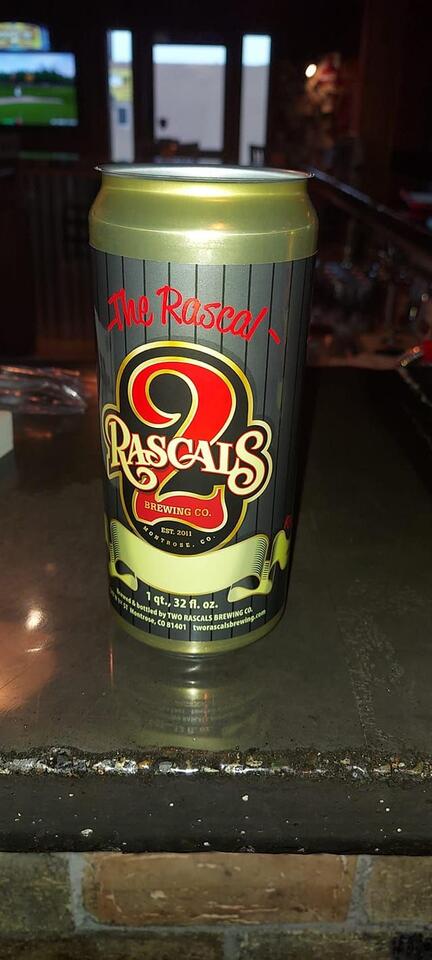 The Rascal
2
RASCALS
BREWING CO.
EST. 2011
MONTROSE, CO.
1 qt., 32 fl. oz.
& bottled by TWO RASCALS BREWING CO.
ST Montrose, CO 81401 tworascalsbrewing.com